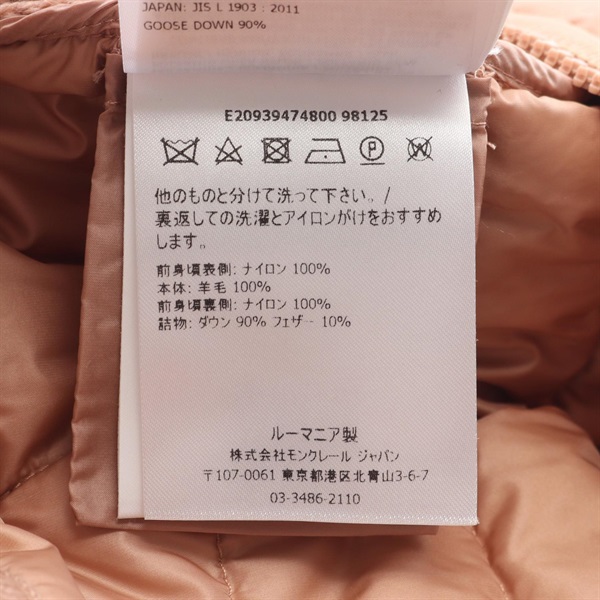 JAPAN: JIS L 1903 : 2011
GOOSE DOWN 90%
E20939474800 98125
他のものと分けて洗って下さい。/
裏返しての洗濯とアイロンがけをおすすめ
します。
前身頃表側: ナイロン 100%
本体: 羊毛 100%
前身頃裏側: ナイロン 100%
詰物: ダウン 90% フェザー 10%
ルーマニア製
株式会社モンクレール ジャパン
〒107-0061 東京都港区北青山3-6-7
03-3486-2110